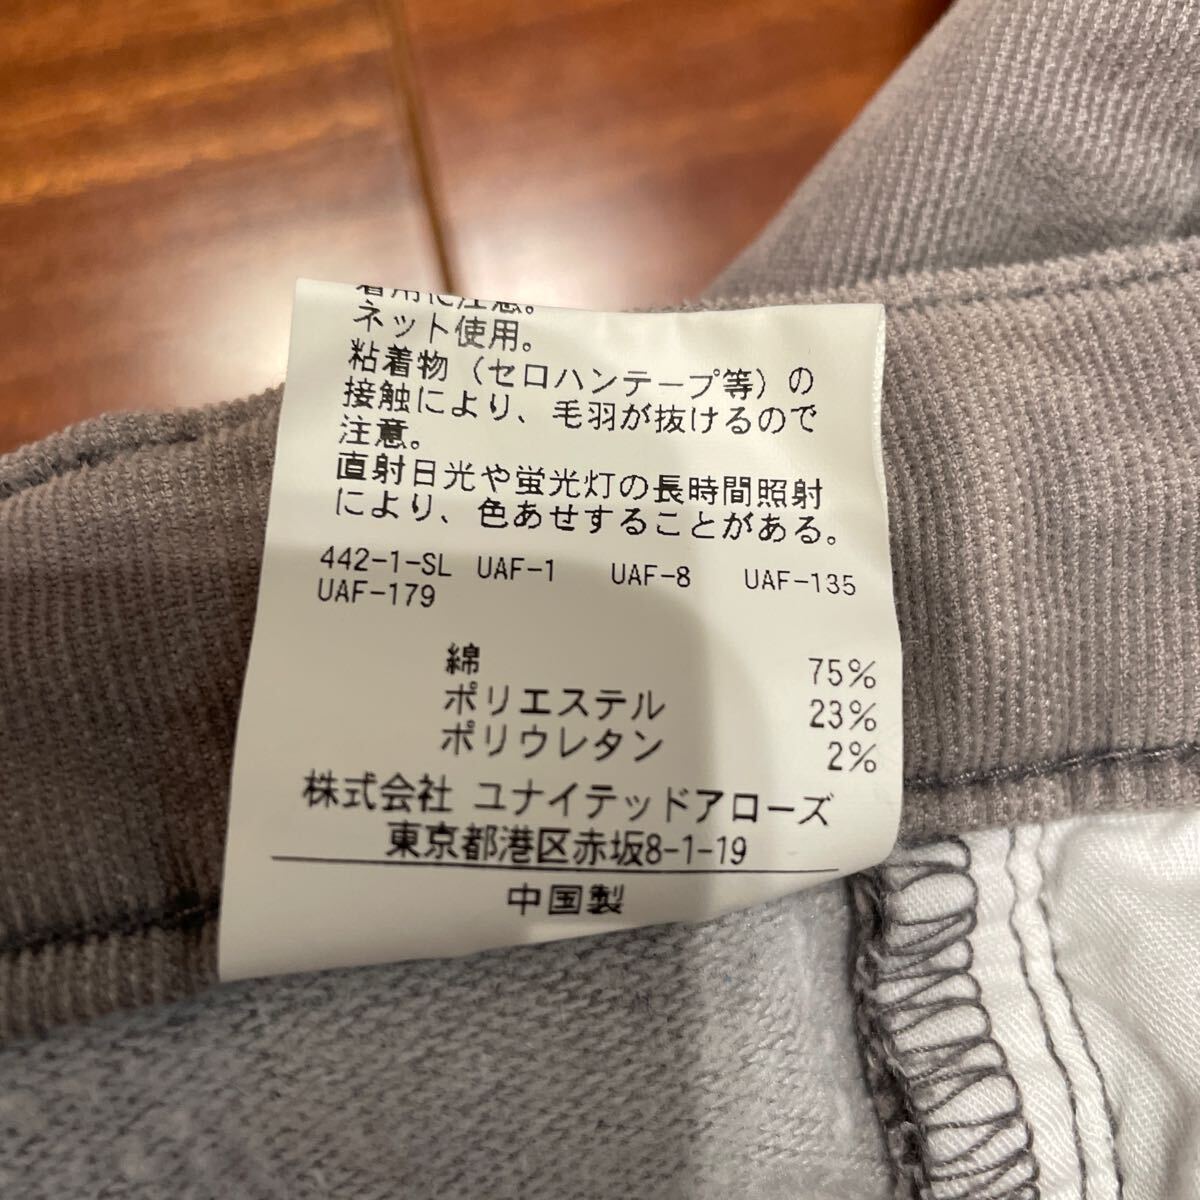 着用に注意。
ネット使用。
粘着物（セロハンテープ等）の
接触により、毛羽が抜けるので
注意。
直射日光や蛍光灯の長時間照射
により、色あせすることがある。
442-1-SL UAF-1 UAF-8 UAF-135
UAF-179
綿 75%
ポリエステル 23%
ポリウレタン 2%
株式会社 ユナイテッドアローズ
東京都港区赤坂8-1-19
中国製